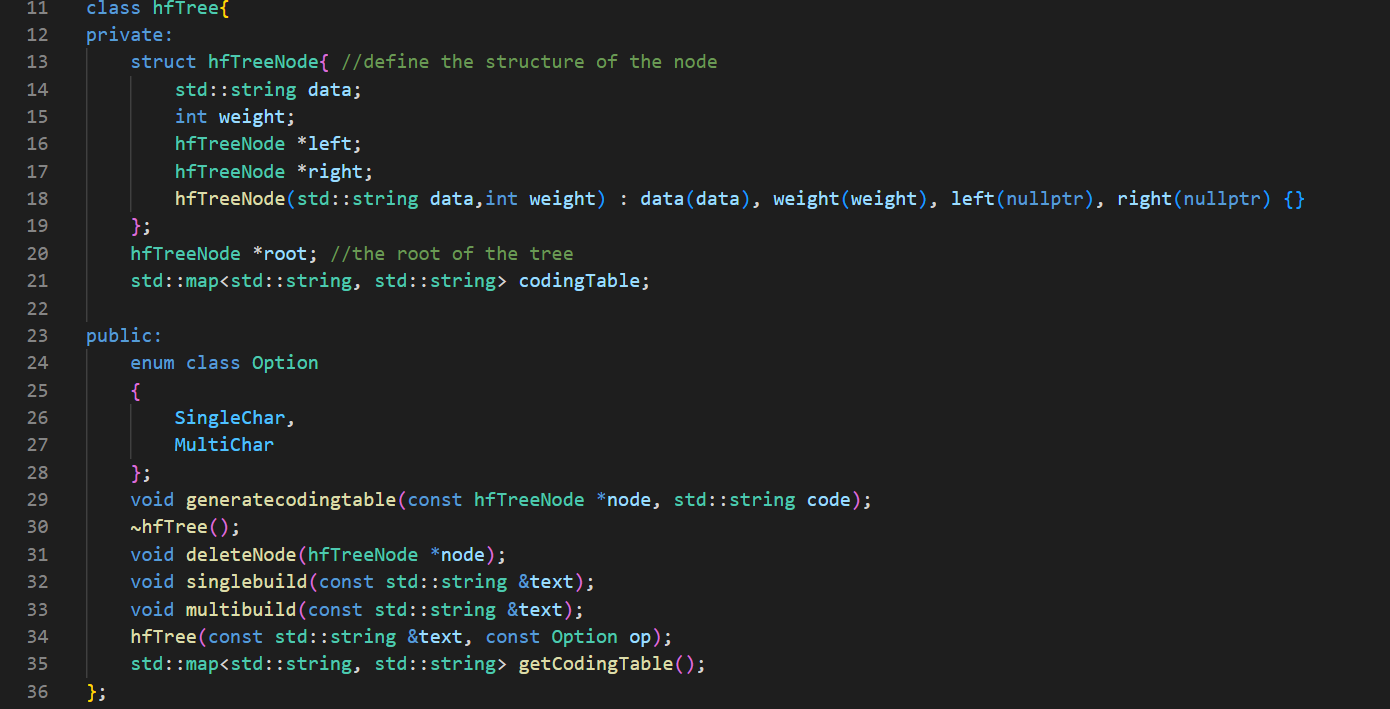 11 class hfTree{
12 private:
13     struct hfTreeNode{ //define the structure of the node
14         std::string data;
15         int weight;
16         hfTreeNode *left;
17         hfTreeNode *right;
18         hfTreeNode(std::string data,int weight) : data(data), weight(weight), left(nullptr), right(nullptr) {}
19     };
20     hfTreeNode *root; //the root of the tree
21     std::map<std::string, std::string> codingTable;
22
23 public:
24     enum class Option
25     {
26         SingleChar,
27         MultiChar
28     };
29     void generatecodingtable(const hfTreeNode *node, std::string code);
30     ~hfTree();
31     void deleteNode(hfTreeNode *node);
32     void singlebuild(const std::string &text);
33     void multibuild(const std::string &text);
34     hfTree(const std::string &text, const Option op);
35     std::map<std::string, std::string> getCodingTable();
36 };